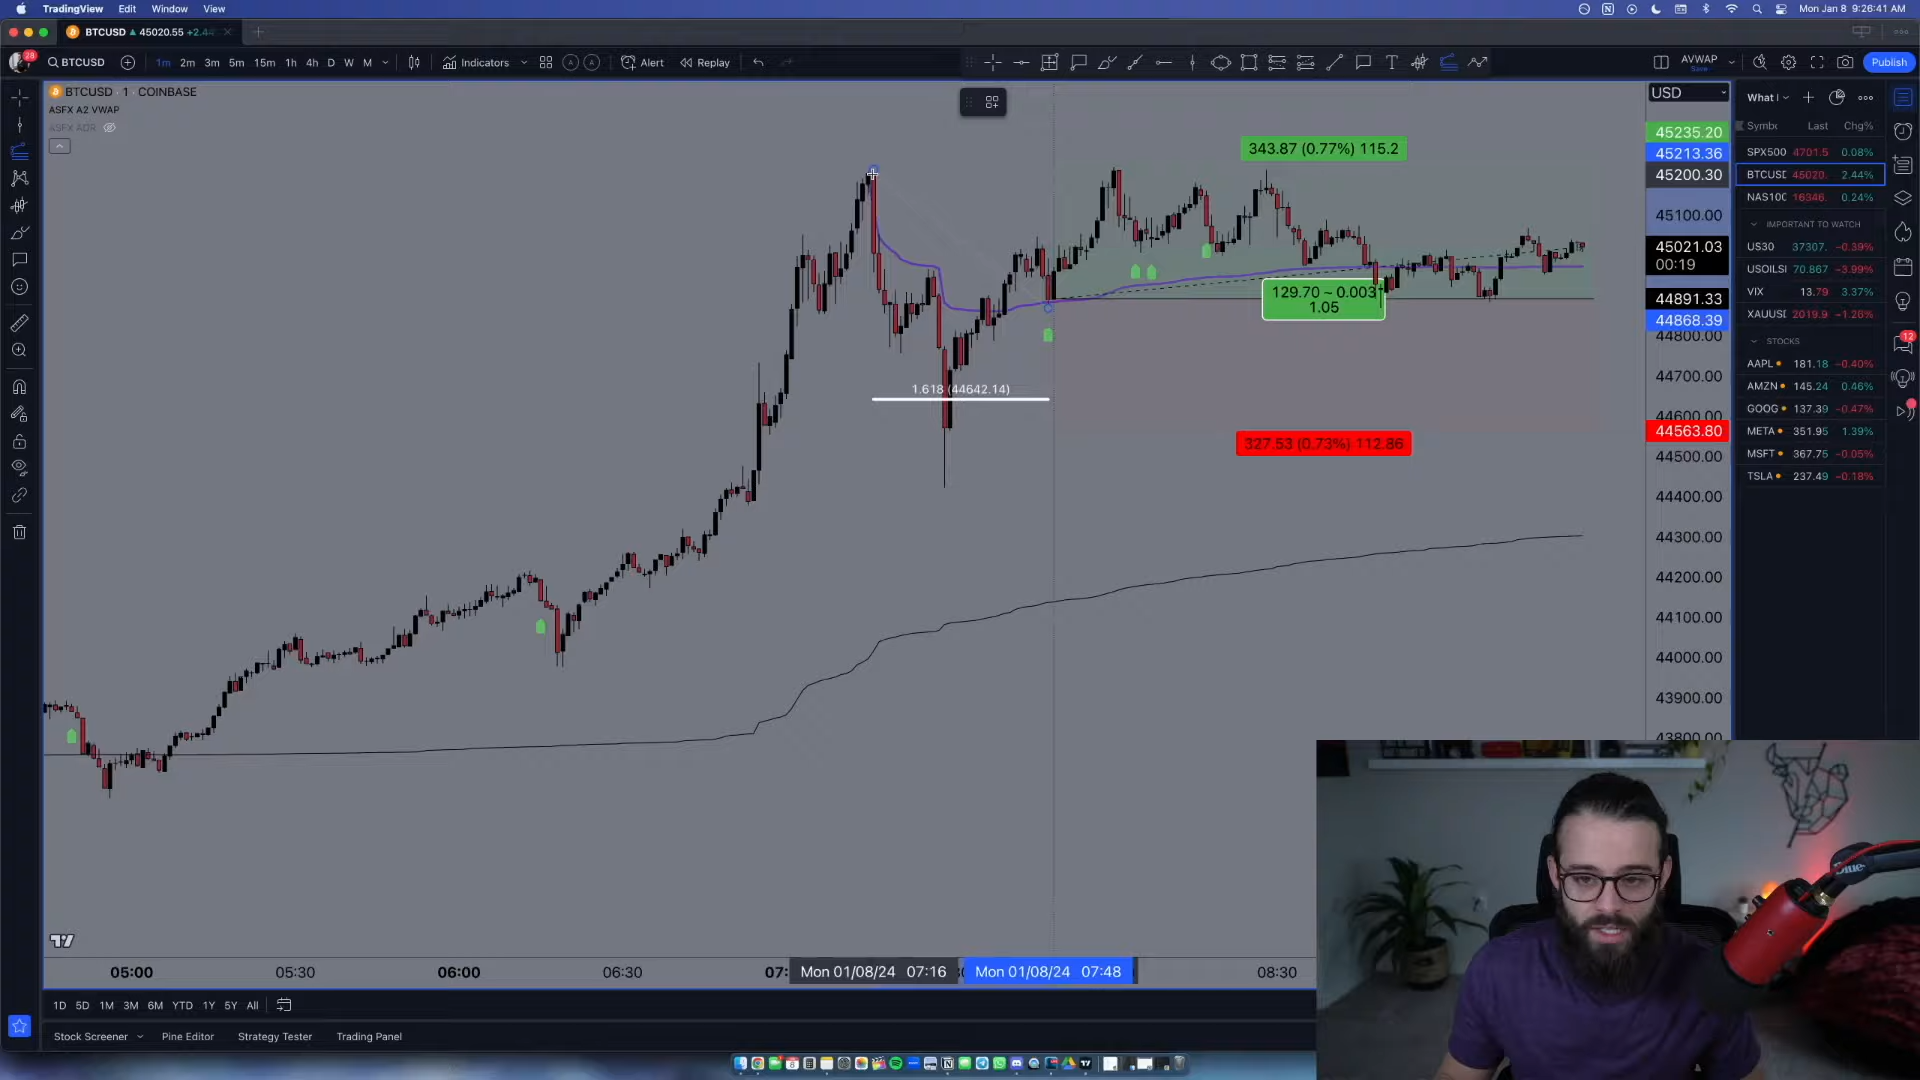 TradingView Edit Window View
Mon Jan 8 9:26:41 AM
BTCUSD ▲ 45020.55 +2.44
28
BTCUSD
1m 2m 3m 5m 15m 1h 4h D W M
Indicators
Alert
Replay
AVWAP
Save
Publish
BTCUSD · 1 · COINBASE
ASFX A2 VWAP
ASFX ADR
USD
45235.20
45213.36
45200.30
45100.00
45021.03
00:19
44891.33
44868.39
44800.00
44700.00
44600.00
44563.80
44500.00
44400.00
44300.00
44200.00
44100.00
44000.00
43900.00
43800.00
343.87 (0.77%) 115.2
129.70 ~ 0.003
1.05
1.618 (44642.14)
327.53 (0.73%) 112.86
What
Last Chg%
SPX500 4701.5 0.08%
BTCUSD 45020. 2.44%
NAS100 16346. 0.24%
IMPORTANT TO WATCH
US30 37307. −0.39%
USOILSI 70.867 −3.99%
VIX 13.79 3.37%
XAUUSD 2019.9 −1.26%
STOCKS
AAPL 181.18 −0.40%
AMZN 145.24 0.46%
GOOG 137.39 −0.47%
META 351.95 1.39%
MSFT 367.75 −0.05%
TSLA 237.49 −0.18%
12
05:00 05:30 06:00 06:30 07: Mon 01/08/24 07:16 Mon 01/08/24 07:48 08:30
1D 5D 1M 3M 6M YTD 1Y 5Y All
Stock Screener Pine Editor Strategy Tester Trading Panel
Blue